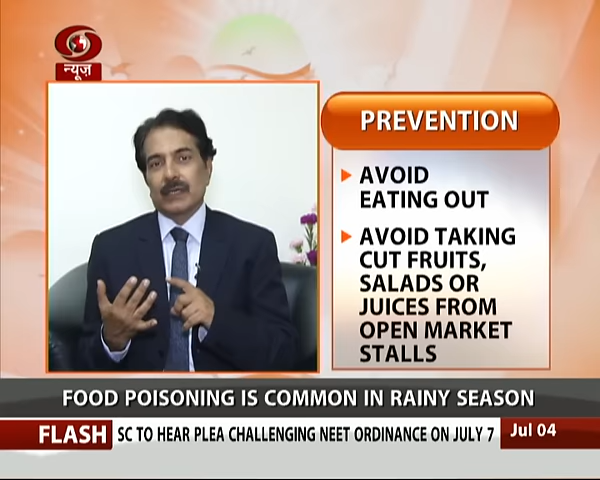 न्यूज़
PREVENTION
AVOID
EATING OUT
AVOID TAKING
CUT FRUITS,
SALADS OR
JUICES FROM
OPEN MARKET
STALLS
FOOD POISONING IS COMMON IN RAINY SEASON
FLASH SC TO HEAR PLEA CHALLENGING NEET ORDINANCE ON JULY 7 Jul 04